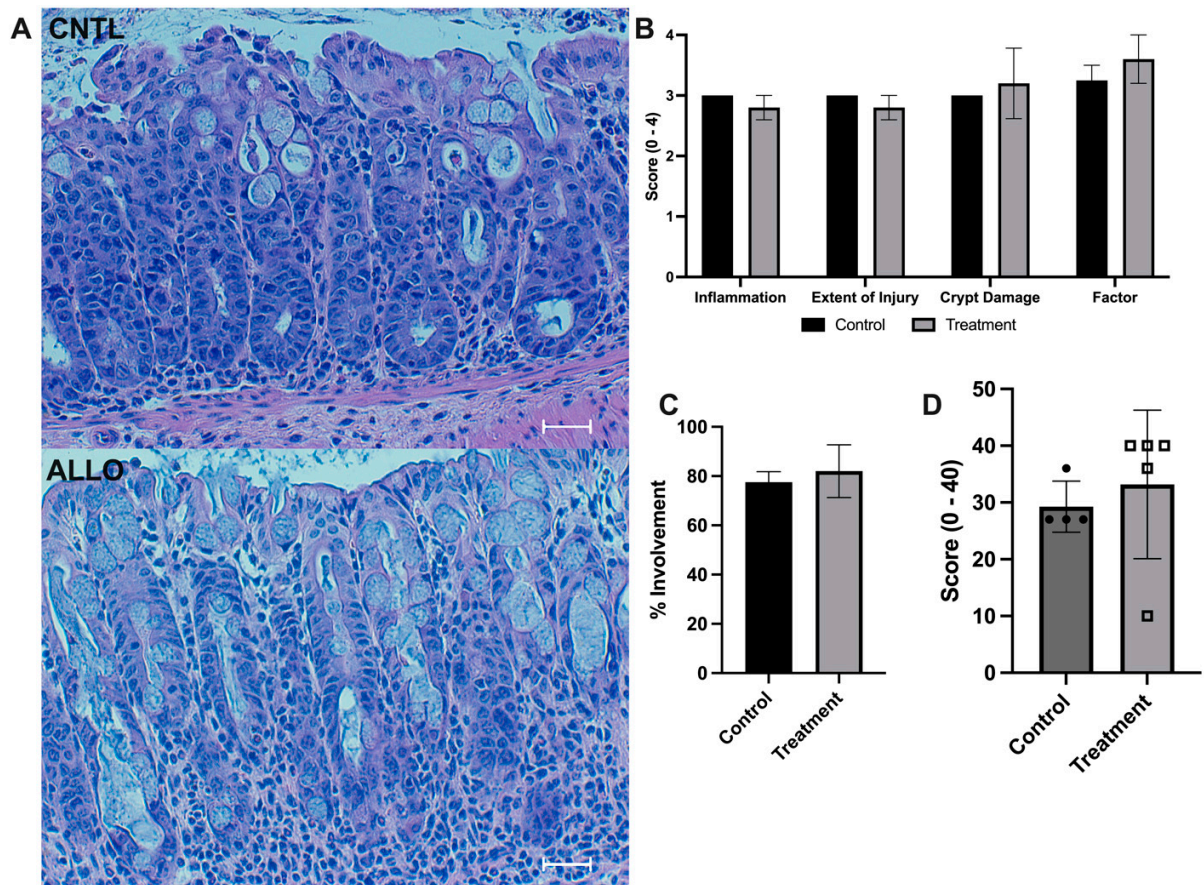 A
CNTL
ALLO
B
Score (0 - 4)
4
3
2
1
0
Inflammation
Extent of Injury
Crypt Damage
Factor
Control
Treatment
C
% Involvement
100
80
60
40
20
0
Control
Treatment
D
Score (0 - 40)
50
40
30
20
10
0
Control
Treatment